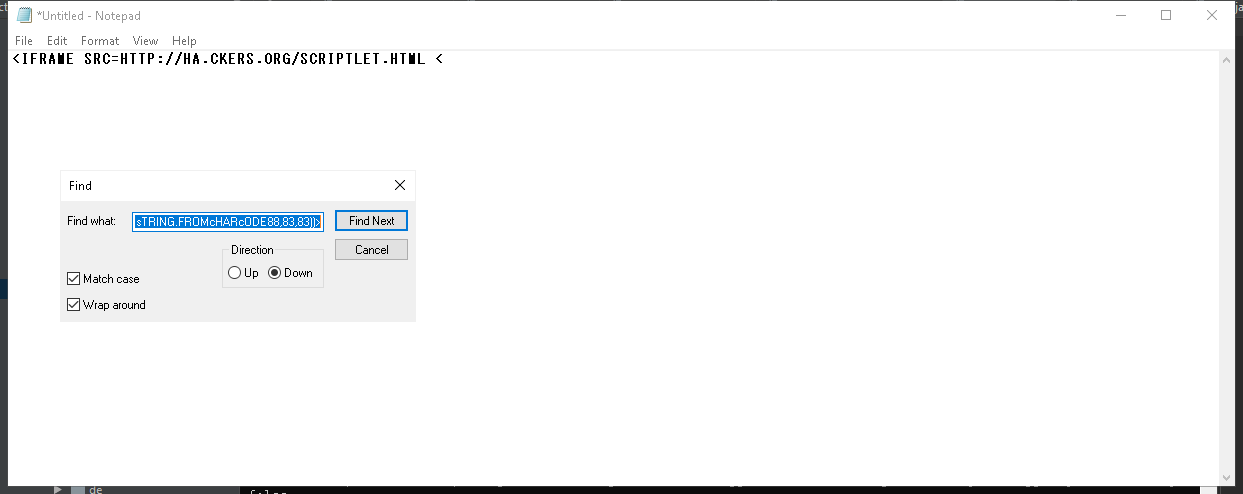 *Untitled - Notepad
File Edit Format View Help
<IFRAME SRC=HTTP://HA.CKERS.ORG/SCRIPTLET.HTML <
Find
Find what: sTRING.FROMcHARcODE88,83,83))> Find Next
Direction Cancel
Up Down
Match case
Wrap around
de